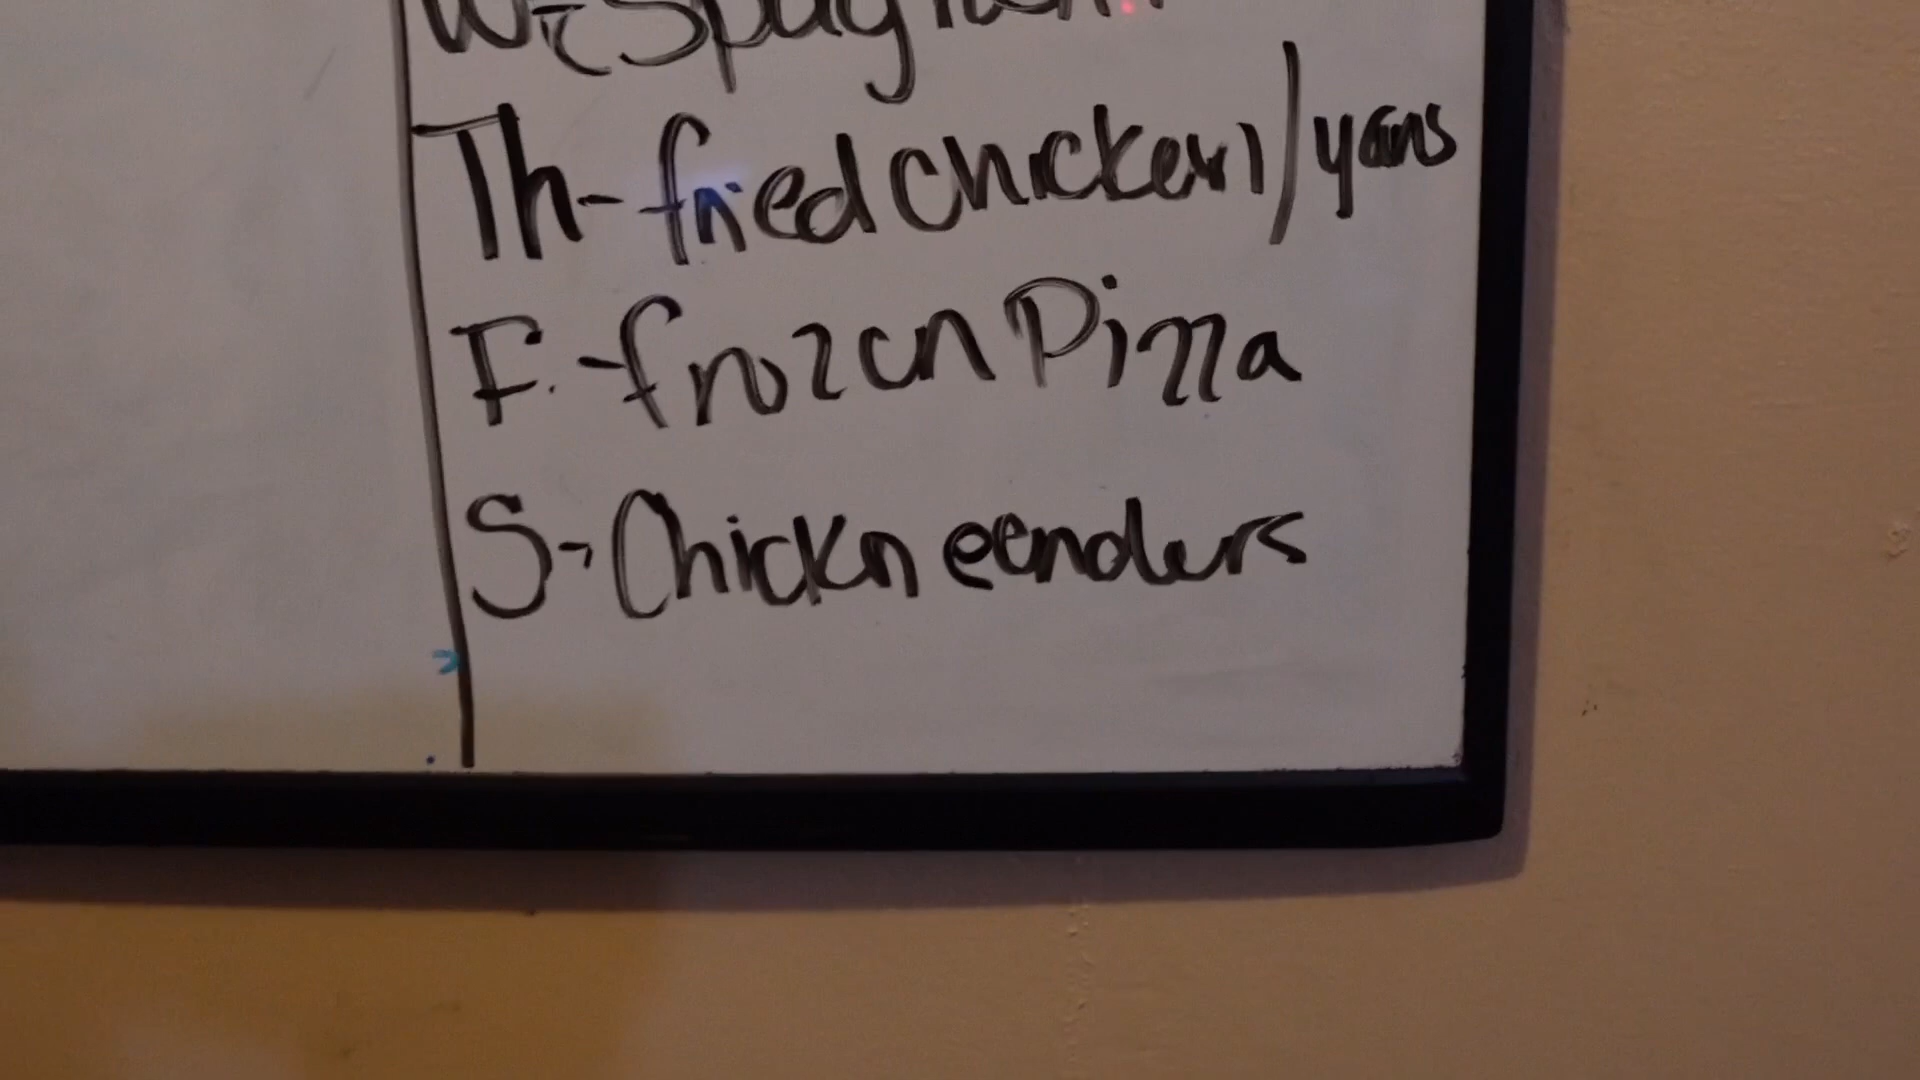 Th-fried chicken/yams
F.-frozen Pizza
S-Chickn eenders